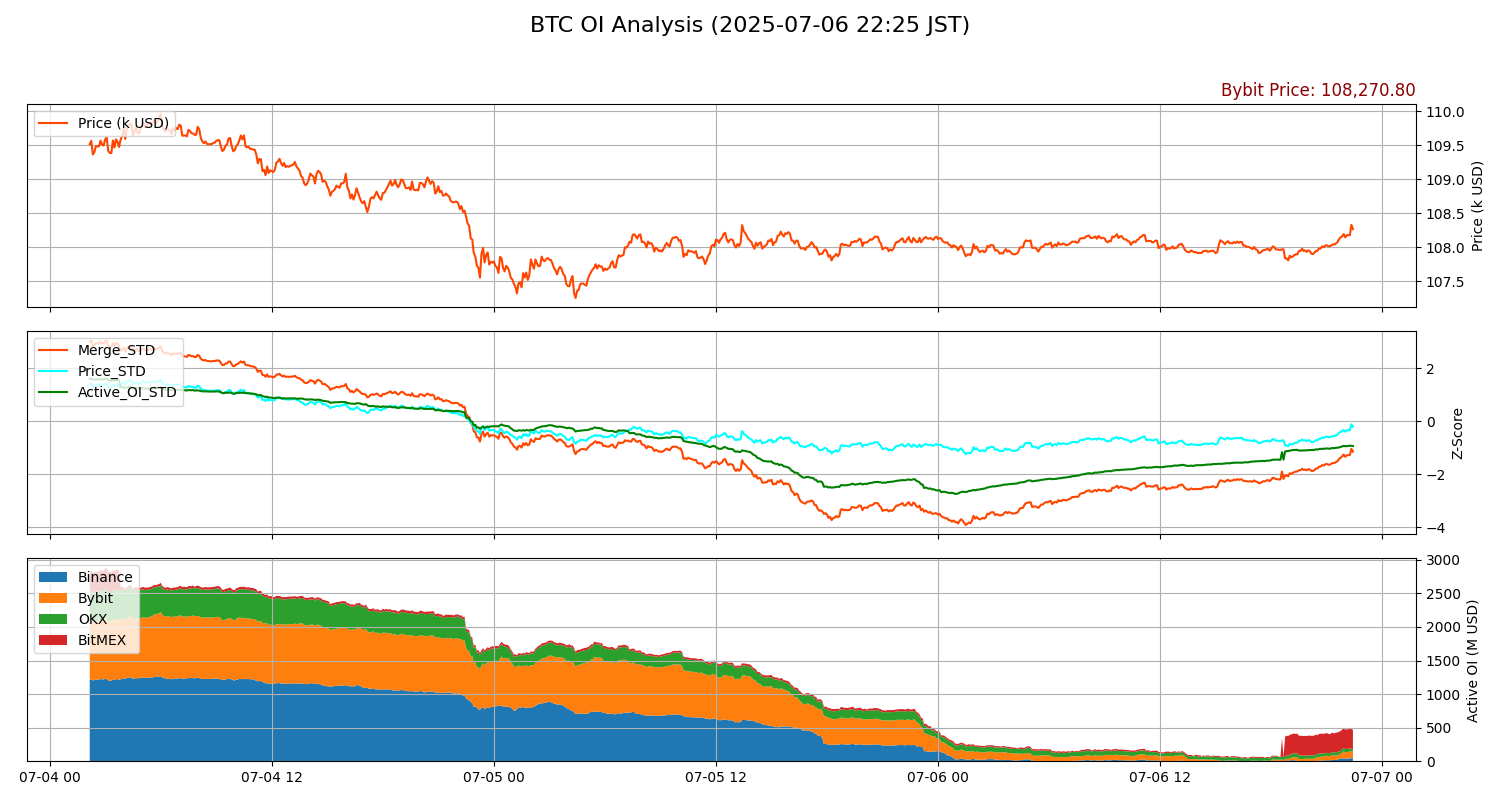 BTC OI Analysis (2025-07-06 22:25 JST)
Bybit Price: 108,270.80
Price (k USD)
110.0
109.5
109.0
108.5
108.0
107.5
Price (k USD)
Merge_STD
Price_STD
Active_OI_STD
2
0
−2
−4
Z-Score
Binance
Bybit
OKX
BitMEX
3000
2500
2000
1500
1000
500
0
Active OI (M USD)
07-04 00
07-04 12
07-05 00
07-05 12
07-06 00
07-06 12
07-07 00